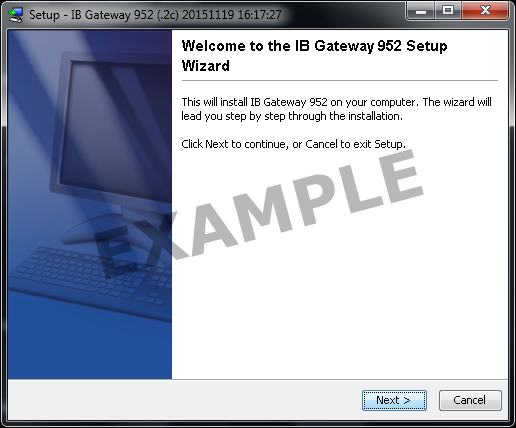 Setup - IB Gateway 952 (.2c) 20151119 16:17:27
Welcome to the IB Gateway 952 Setup
Wizard
This will install IB Gateway 952 on your computer. The wizard will
lead you step by step through the installation.
Click Next to continue, or Cancel to exit Setup.
EXAMPLE
Next >
Cancel